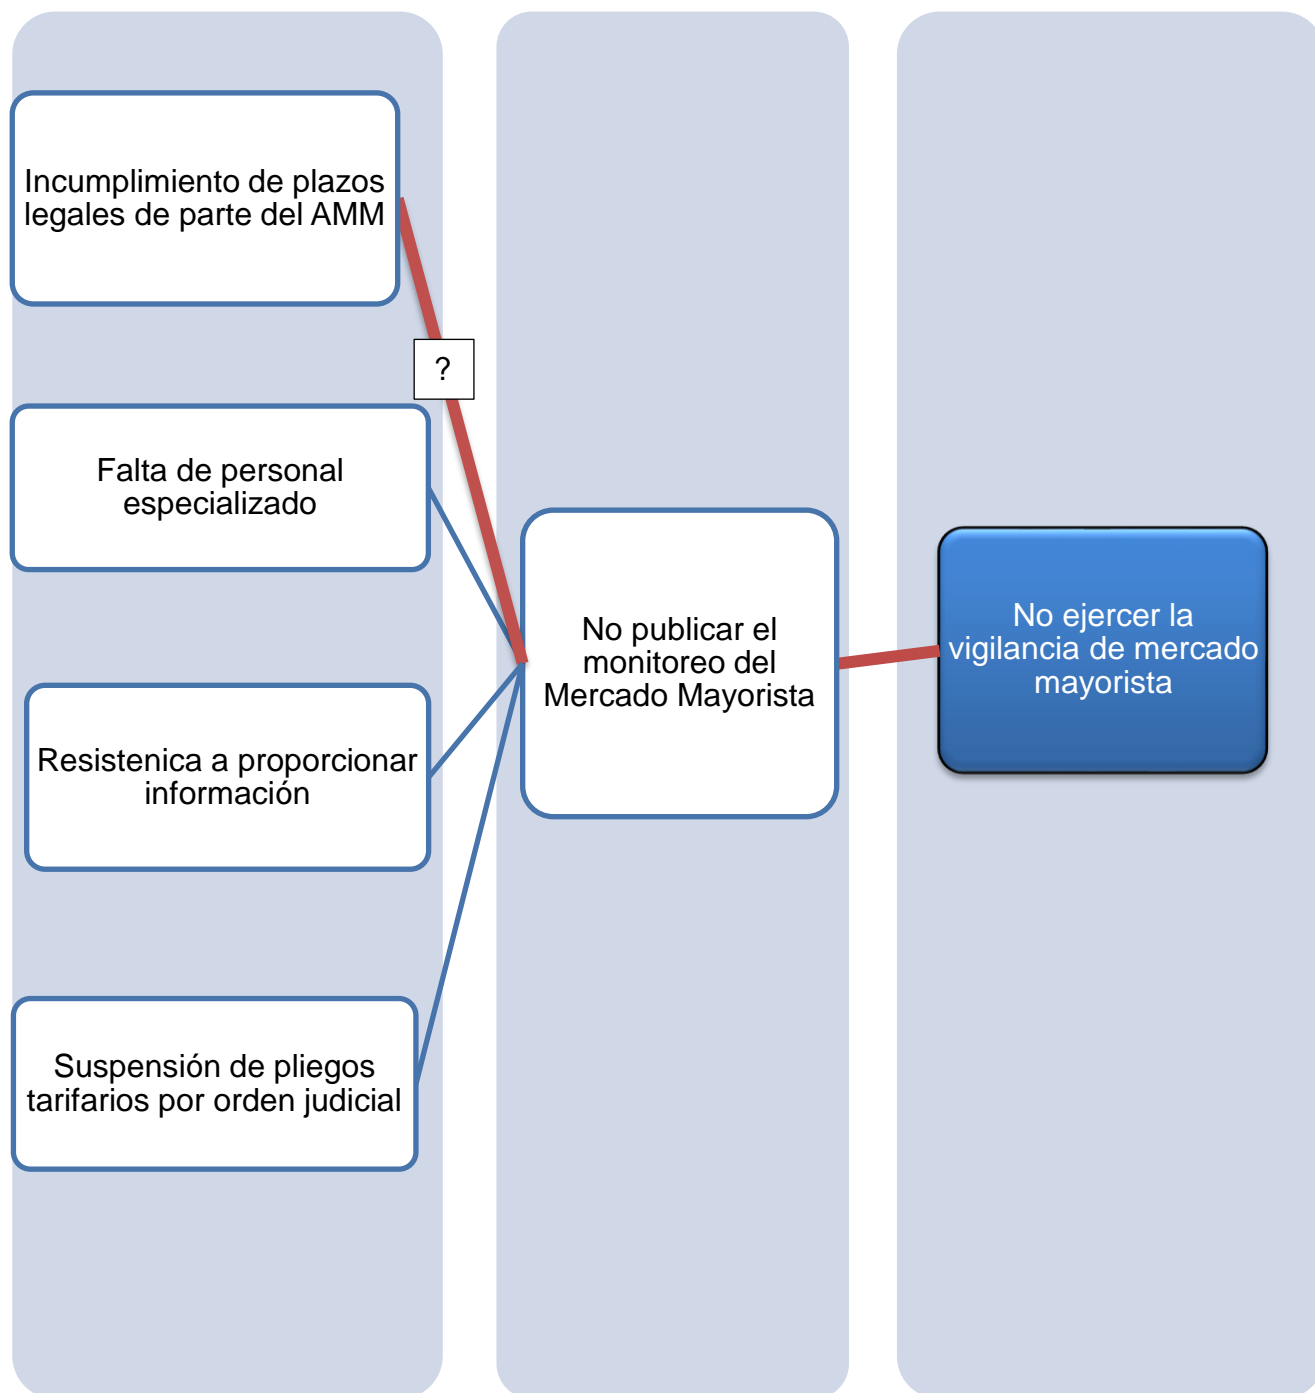 Incumplimiento de plazos
legales de parte del AMM
?
Falta de personal
especializado
Resistenica a proporcionar
información
Suspensión de pliegos
tarifarios por orden judicial
No publicar el
monitoreo del
Mercado Mayorista
No ejercer la
vigilancia de mercado
mayorista